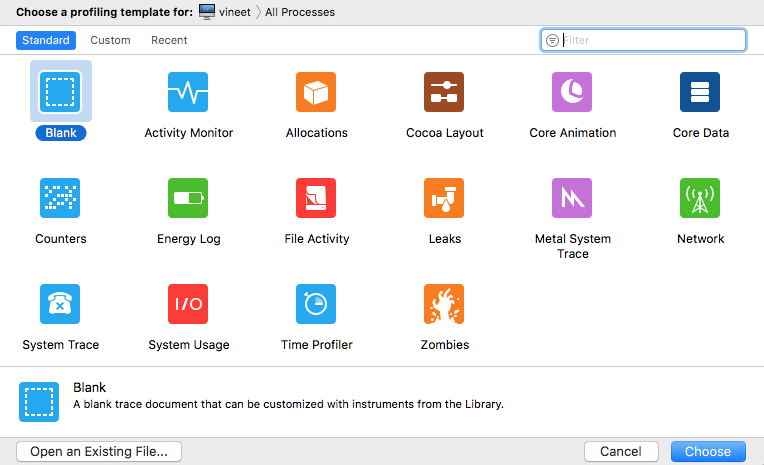 Choose a profiling template for: vineet 〉 All Processes
Standard Custom Recent Filter
Blank Activity Monitor Allocations Cocoa Layout Core Animation Core Data
Counters Energy Log File Activity Leaks Metal System Trace Network
I/O
System Trace System Usage Time Profiler Zombies
Blank
A blank trace document that can be customized with instruments from the Library.
Open an Existing File... Cancel Choose